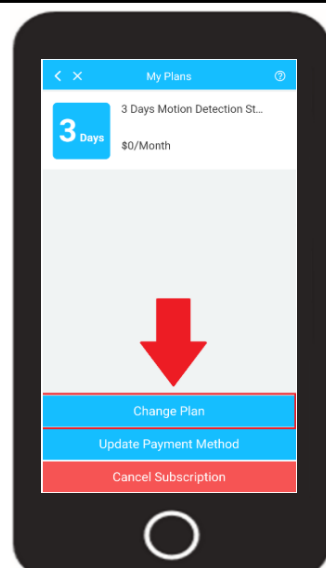 My Plans
3 Days
3 Days Motion Detection St...
$0/Month
Change Plan
Update Payment Method
Cancel Subscription